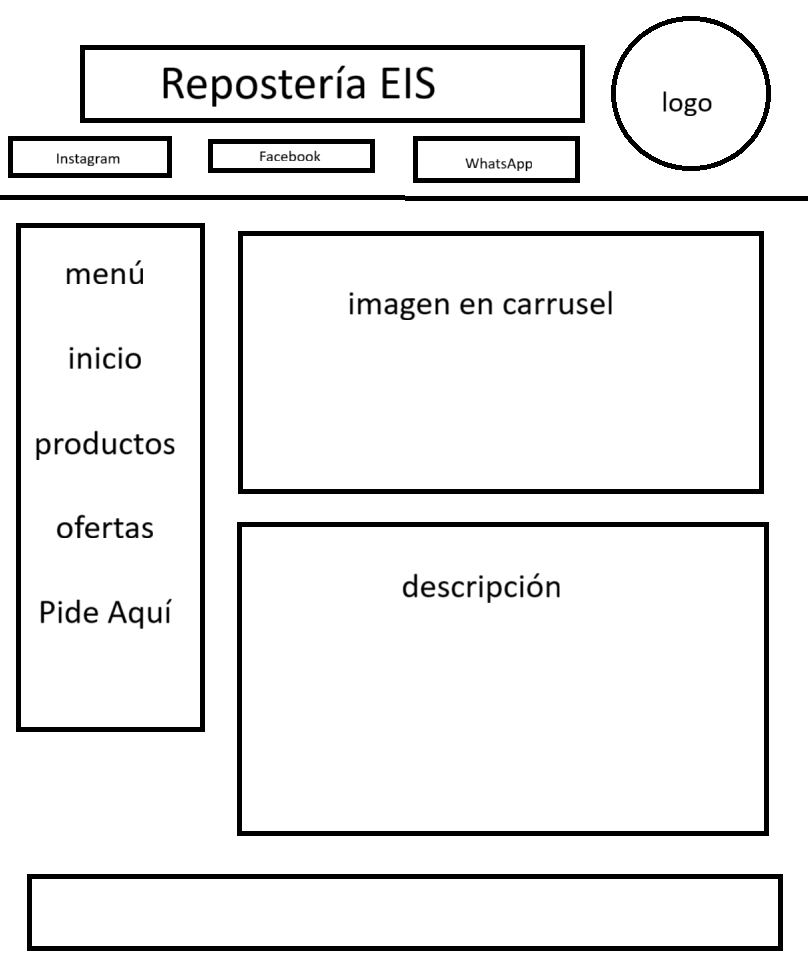 Repostería EIS
logo
Instagram
Facebook
WhatsApp
menú
inicio
productos
ofertas
Pide Aquí
imagen en carrusel
descripción